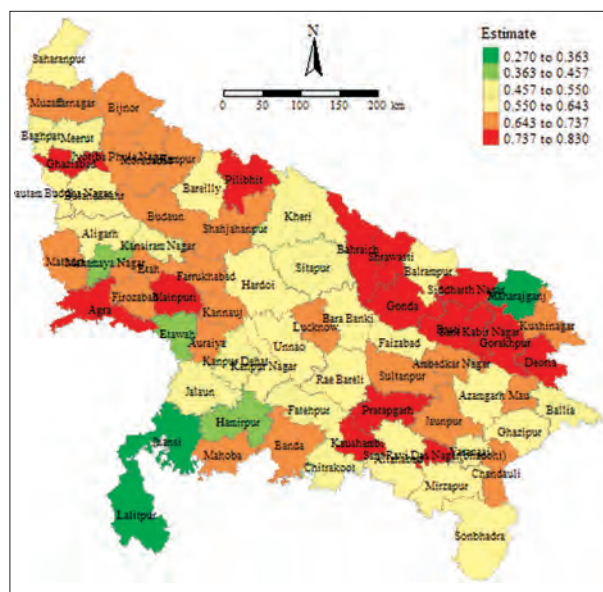 N
Estimate
0.270 to 0.363
0.363 to 0.457
0.457 to 0.550
0.550 to 0.643
0.643 to 0.737
0.737 to 0.830
0 50 100 150 200
km
Saharanpur
Bijnor
Baghpat
Meerut
Ghaziabad
Bareilly
Pilibhit
Budaun
Shahjahanpur
Kheri
Aligarh
Kanairam Nagar
Bahraich
Shrawasti
Balrampur
Siddharth Nagar
Maharajganj
Etah
Farrukhabad
Hardoi
Sitapur
Gonda
Kushinagar
Agra
Firozabad
Mainpuri
Kannauj
Lucknow
Bara Banki
Gorakhpur
Deoria
Etawah
Auraiya
Unnao
Faizabad
Kanpur Dehat
Kanpur Nagar
Ambedkar Nagar
Sultanpur
Rae Bareli
Azamgarh
Mau
Jalaun
Ballia
Fatehpur
Pratapgarh
Jaunpur
Ghazipur
Hamirpur
Jhansi
Kaushambi
Mahoba
Banda
Chitrakoot
Chandauli
Mirzapur
Lalitpur
Sonbhadra